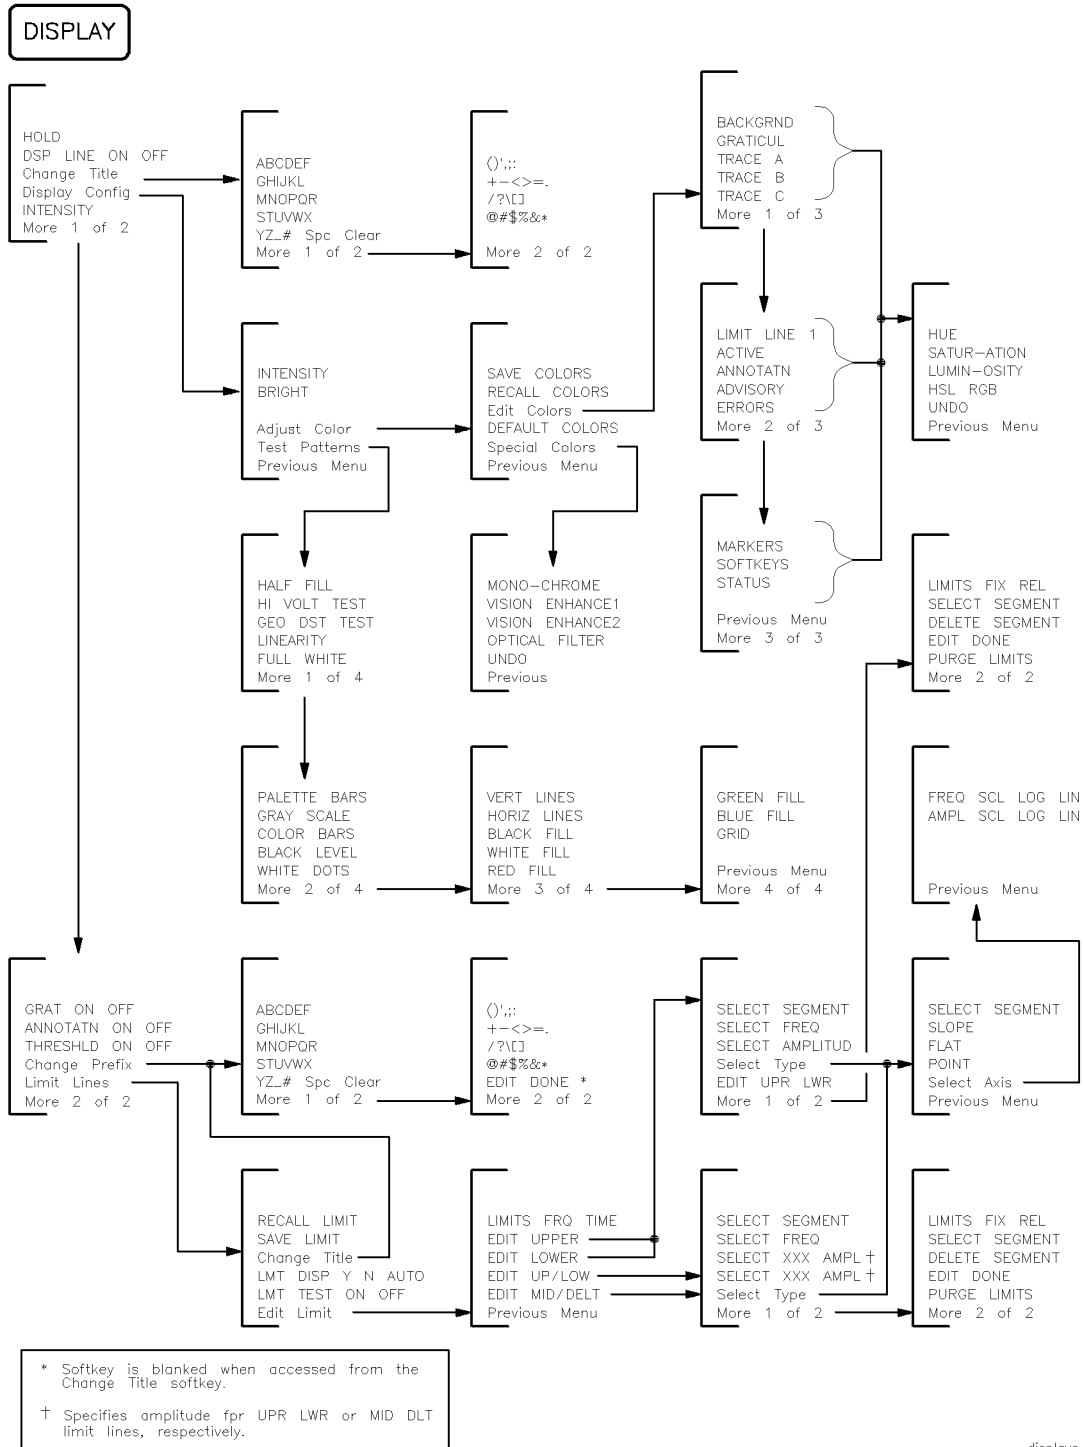 DISPLAY
HOLD
DSP LINE ON OFF
Change Title
Display Config
INTENSITY
More 1 of 2
ABCDEF
GHIJKL
MNOPQR
STUVWX
YZ_# Spc Clear
More 1 of 2
()',;:
+-<>=.
/?\[]
@#$%&*
More 2 of 2
BACKGRND
GRATICUL
TRACE A
TRACE B
TRACE C
More 1 of 3
INTENSITY
BRIGHT
Adjust Color
Test Patterns
Previous Menu
SAVE COLORS
RECALL COLORS
Edit Colors
DEFAULT COLORS
Special Colors
Previous Menu
LIMIT LINE 1
ACTIVE
ANNOTATN
ADVISORY
ERRORS
More 2 of 3
HUE
SATUR-ATION
LUMIN-OSITY
HSL RGB
UNDO
Previous Menu
HALF FILL
HI VOLT TEST
GEO DST TEST
LINEARITY
FULL WHITE
More 1 of 4
MONO-CHROME
VISION ENHANCE1
VISION ENHANCE2
OPTICAL FILTER
UNDO
Previous
MARKERS
SOFTKEYS
STATUS
Previous Menu
More 3 of 3
LIMITS FIX REL
SELECT SEGMENT
DELETE SEGMENT
EDIT DONE
PURGE LIMITS
More 2 of 2
PALETTE BARS
GRAY SCALE
COLOR BARS
BLACK LEVEL
WHITE DOTS
More 2 of 4
VERT LINES
HORIZ LINES
BLACK FILL
WHITE FILL
RED FILL
More 3 of 4
GREEN FILL
BLUE FILL
GRID
Previous Menu
More 4 of 4
FREQ SCL LOG LIN
AMPL SCL LOG LIN
Previous Menu
GRAT ON OFF
ANNOTATN ON OFF
THRESHLD ON OFF
Change Prefix
Limit Lines
More 2 of 2
ABCDEF
GHIJKL
MNOPQR
STUVWX
YZ_# Spc Clear
More 1 of 2
()',;:
+-<>=.
/?\[]
@#$%&*
EDIT DONE *
More 2 of 2
SELECT SEGMENT
SELECT FREQ
SELECT AMPLITUD
Select Type
EDIT UPR LWR
More 1 of 2
SELECT SEGMENT
SLOPE
FLAT
POINT
Select Axis
Previous Menu
RECALL LIMIT
SAVE LIMIT
Change Title
LMT DISP Y N AUTO
LMT TEST ON OFF
Edit Limit
LIMITS FRQ TIME
EDIT UPPER
EDIT LOWER
EDIT UP/LOW
EDIT MID/DELT
Previous Menu
SELECT SEGMENT
SELECT FREQ
SELECT XXX AMPL †
SELECT XXX AMPL †
Select Type
More 1 of 2
LIMITS FIX REL
SELECT SEGMENT
DELETE SEGMENT
EDIT DONE
PURGE LIMITS
More 2 of 2
* Softkey is blanked when accessed from the
Change Title softkey.
† Specifies amplitude fpr UPR LWR or MID DLT
limit lines, respectively.